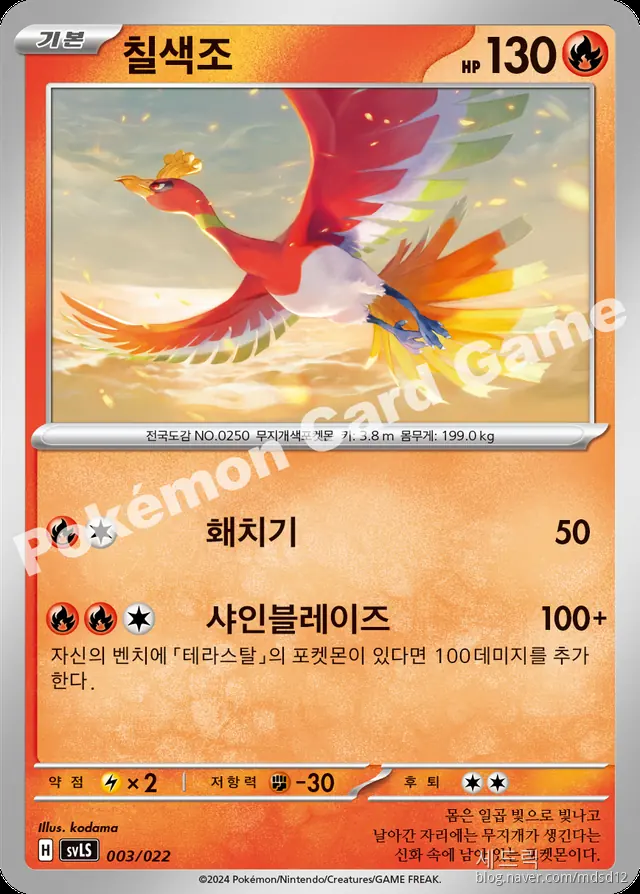 기본 칠색조 HP 130
전국도감 NO.0250 무지개색포켓몬 키: 3.8 m 몸무게: 199.0 kg
Pokémon Card Game
홰치기 50
샤인블레이즈 100+
자신의 벤치에 「테라스탈」의 포켓몬이 있다면 100데미지를 추가
한다.
약점 ×2 저항력 -30 후퇴
몸은 일곱 빛으로 빛나고
날아간 자리에는 무지개가 생긴다는
신화 속에 남아있는 포켓몬이다.
Illus. kodama
H svLS 003/022
세드릭
blog.naver.com/mdsd12
©2024 Pokémon/Nintendo/Creatures/GAME FREAK.